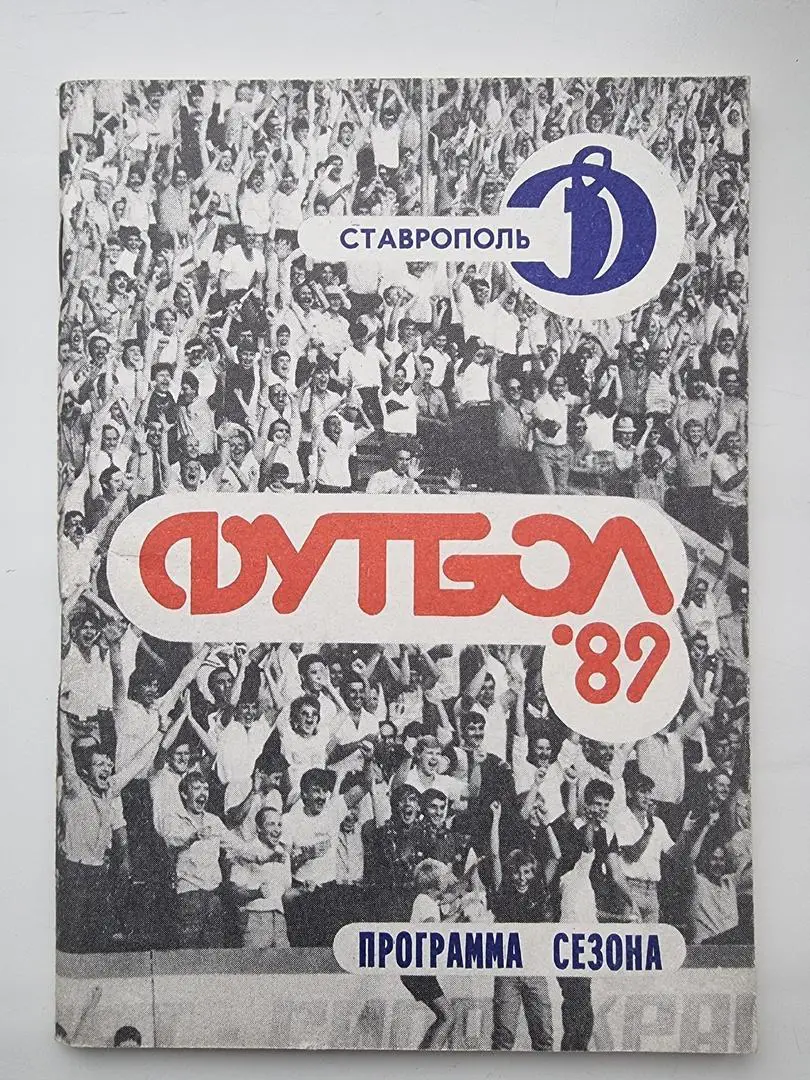 СТАВРОПОЛЬ
Д
ФУТБОЛ
'89
ПРОГРАММА СЕЗОНА